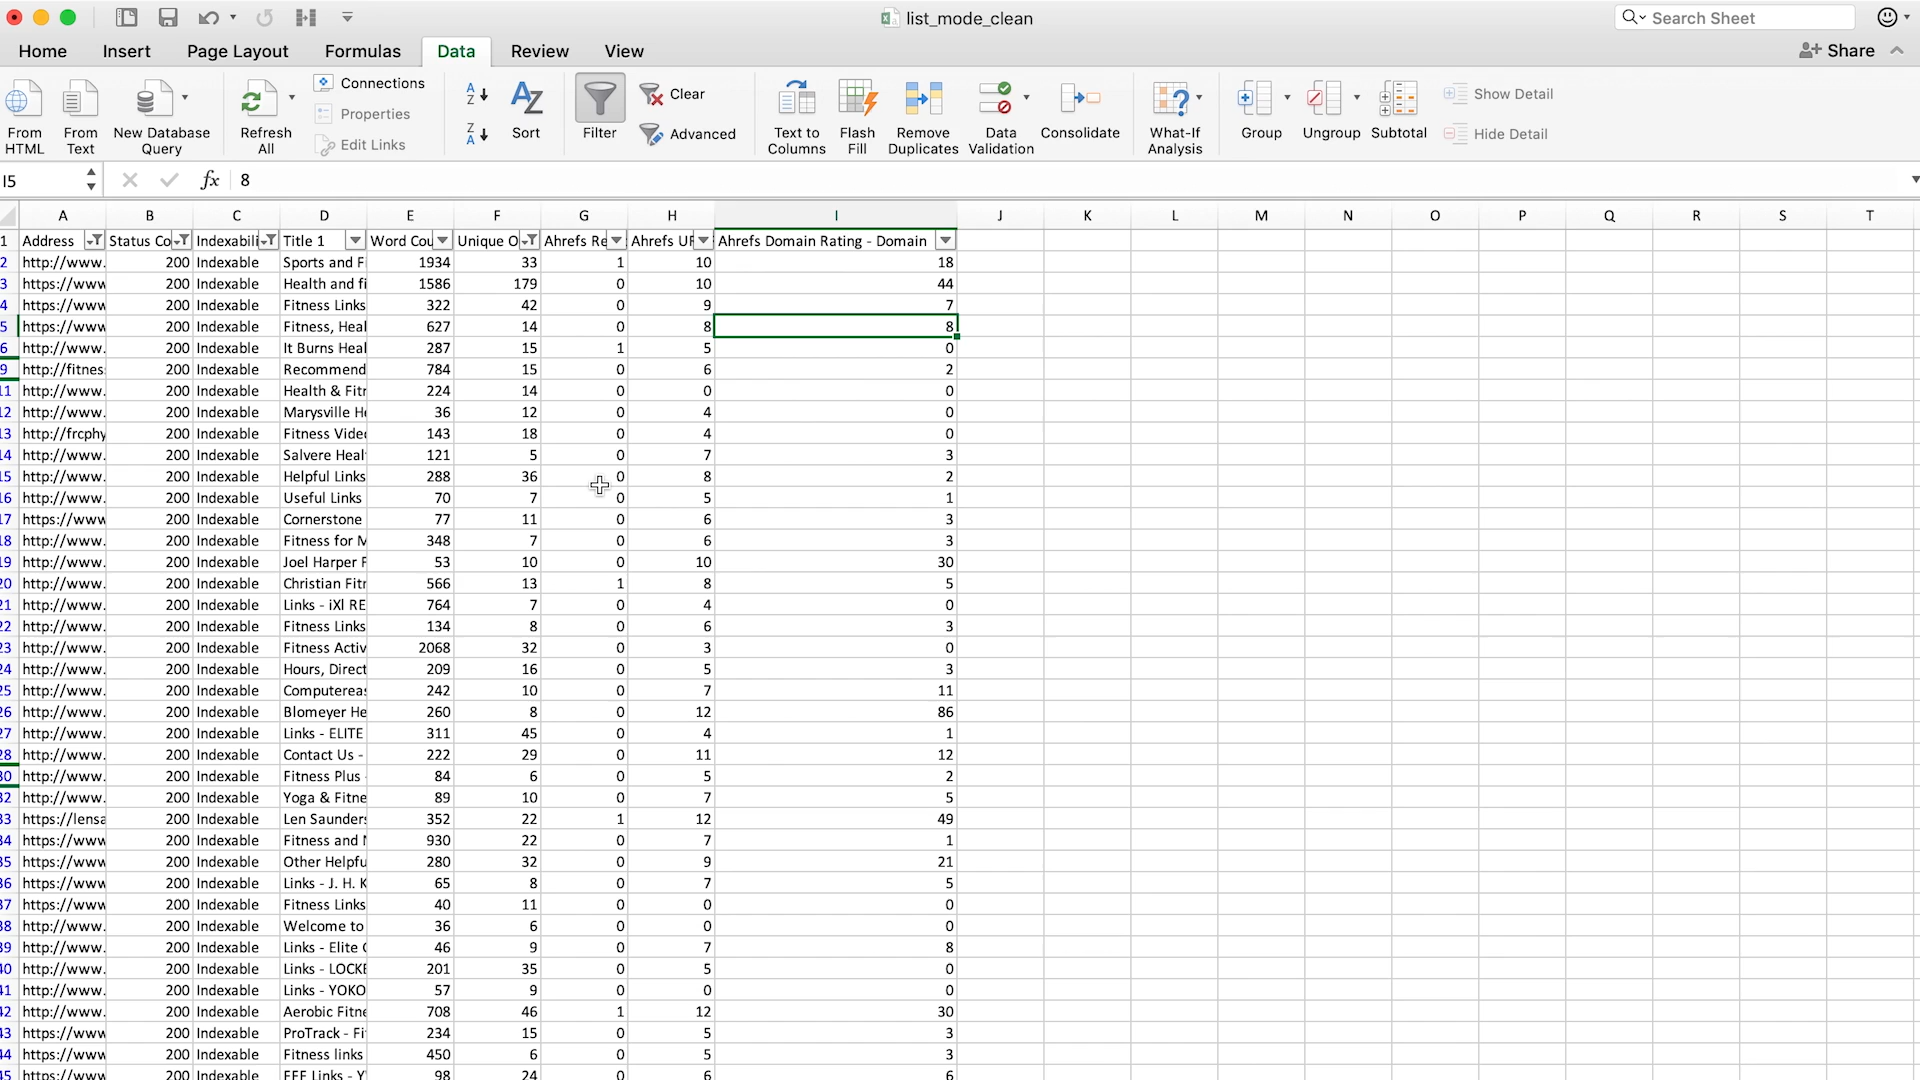 list_mode_clean
Search Sheet
Home Insert Page Layout Formulas Data Review View Share
From HTML
From Text
New Database Query
Refresh All
Connections
Properties
Edit Links
A Z
Z A
A Z Sort
Filter
Clear
Advanced
Text to Columns
Flash Fill
Remove Duplicates
Data Validation
Consolidate
What-If Analysis
Group
Ungroup
Subtotal
Show Detail
Hide Detail
I5 fx 8
A B C D E F G H I J K L M N O P Q R S T
1 Address Status Co Indexabili Title 1 Word Cou Unique O Ahrefs Re Ahrefs UR Ahrefs Domain Rating - Domain
2 http://www. 200 Indexable Sports and Fi 1934 33 1 10 18
3 https://www 200 Indexable Health and fi 1586 179 0 10 44
4 https://www 200 Indexable Fitness Links 322 42 0 9 7
5 https://www 200 Indexable Fitness, Heal 627 14 0 8 8
6 http://www. 200 Indexable It Burns Heal 287 15 1 5 0
9 http://fitnes 200 Indexable Recommend 784 15 0 6 2
11 http://www. 200 Indexable Health & Fitn 224 14 0 0 0
12 http://www. 200 Indexable Marysville He 36 12 0 4 0
13 http://frcphy 200 Indexable Fitness Video 143 18 0 4 0
14 http://www. 200 Indexable Salvere Heal 121 5 0 7 3
15 http://www. 200 Indexable Helpful Links 288 36 0 8 2
16 http://www. 200 Indexable Useful Links 70 7 0 5 1
17 https://www 200 Indexable Cornerstone 77 11 0 6 3
18 http://www. 200 Indexable Fitness for M 348 7 0 6 3
19 http://www. 200 Indexable Joel Harper F 53 10 0 10 30
20 http://www. 200 Indexable Christian Fitn 566 13 1 8 5
21 http://www. 200 Indexable Links - iXl RE 764 7 0 4 0
22 http://www. 200 Indexable Fitness Links 134 8 0 6 3
23 http://www. 200 Indexable Fitness Activ 2068 32 0 3 0
24 http://www. 200 Indexable Hours, Direct 209 16 0 5 3
25 http://www. 200 Indexable Computereas 242 10 0 7 11
26 http://www. 200 Indexable Blomeyer He 260 8 0 12 86
27 http://www. 200 Indexable Links - ELITE 311 45 0 4 1
28 http://www. 200 Indexable Contact Us - 222 29 0 11 12
30 http://www. 200 Indexable Fitness Plus - 84 6 0 5 2
32 http://www. 200 Indexable Yoga & Fitne 89 10 0 7 5
33 https://lensa 200 Indexable Len Saunders 352 22 1 12 49
34 https://www 200 Indexable Fitness and N 930 22 0 7 1
35 https://www 200 Indexable Other Helpfu 280 32 0 9 21
36 https://www 200 Indexable Links - J. H. K 65 8 0 7 5
37 https://www 200 Indexable Fitness Links 40 11 0 0 0
38 http://www. 200 Indexable Welcome to 36 6 0 0 0
39 http://www. 200 Indexable Links - Elite C 46 9 0 7 8
40 http://www. 200 Indexable Links - LOCKE 201 35 0 5 0
41 http://www. 200 Indexable Links - YOKO 57 9 0 0 0
42 http://www. 200 Indexable Aerobic Fitne 708 46 1 12 30
43 https://www 200 Indexable ProTrack - Fi 234 15 0 5 3
44 https://www 200 Indexable Fitness links 450 6 0 5 3
45 https://www 200 Indexable FFF Links - Y 98 24 0 6 6